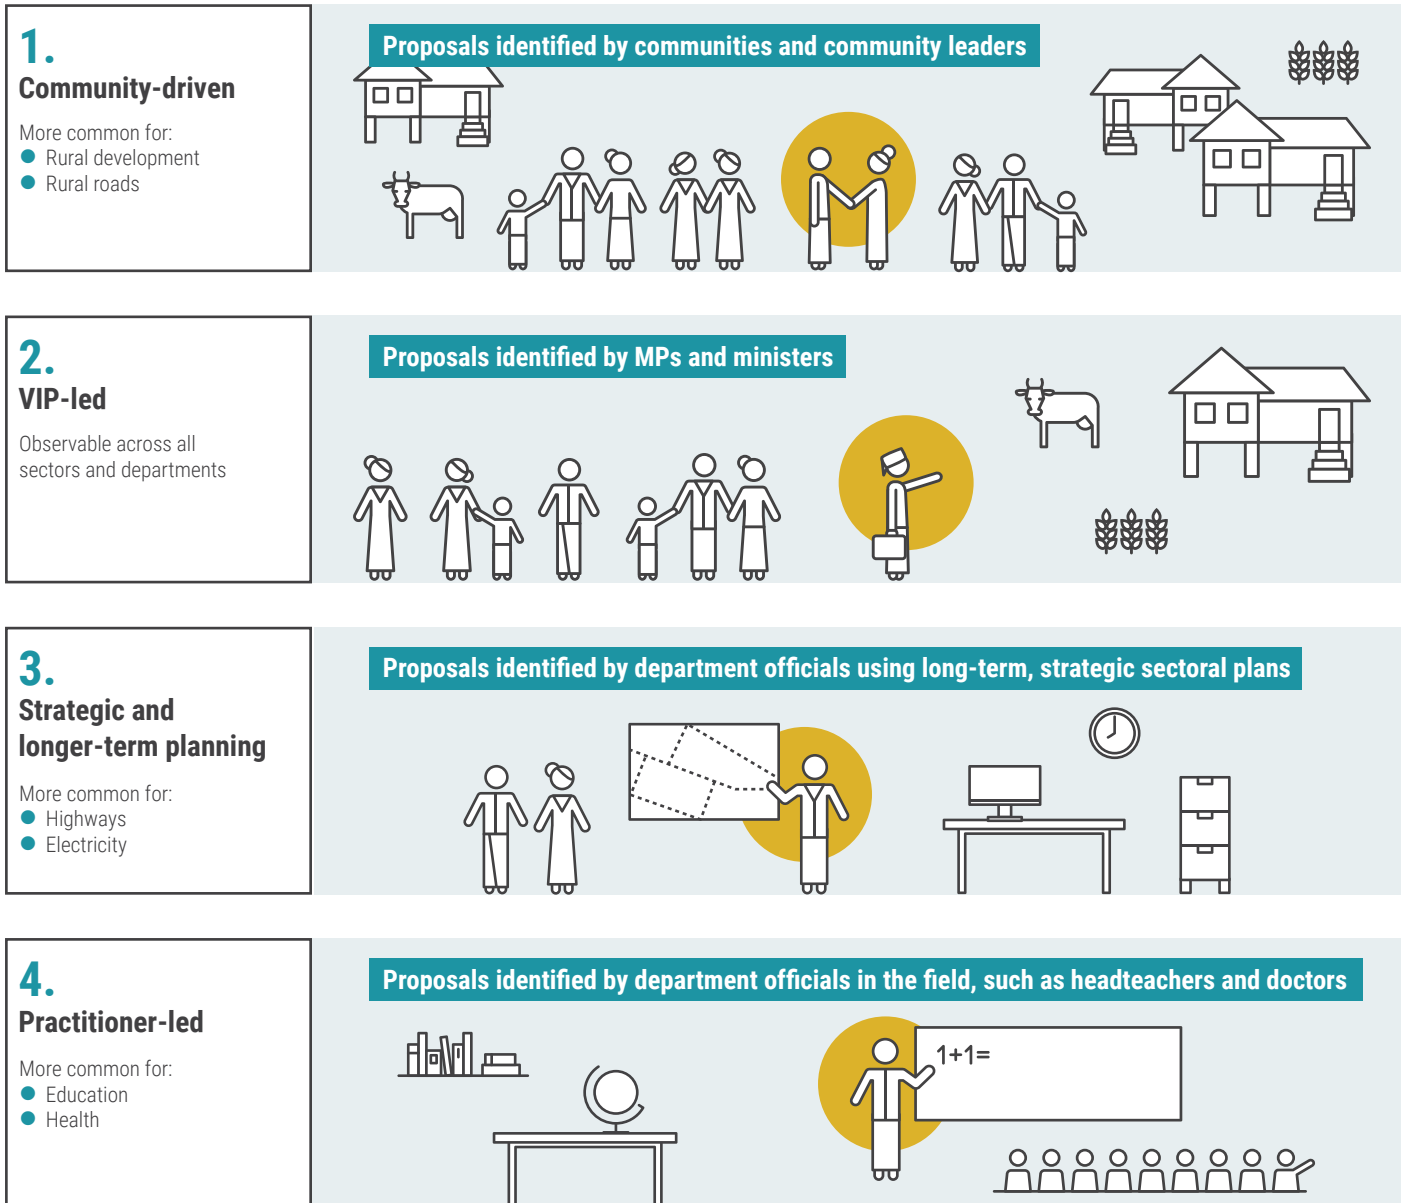 1.
Community-driven
More common for:
Rural development
Rural roads
Proposals identified by communities and community leaders
2.
VIP-led
Observable across all
sectors and departments
Proposals identified by MPs and ministers
3.
Strategic and
longer-term planning
More common for:
Highways
Electricity
Proposals identified by department officials using long-term, strategic sectoral plans
4.
Practitioner-led
More common for:
Education
Health
Proposals identified by department officials in the field, such as headteachers and doctors
1+1=